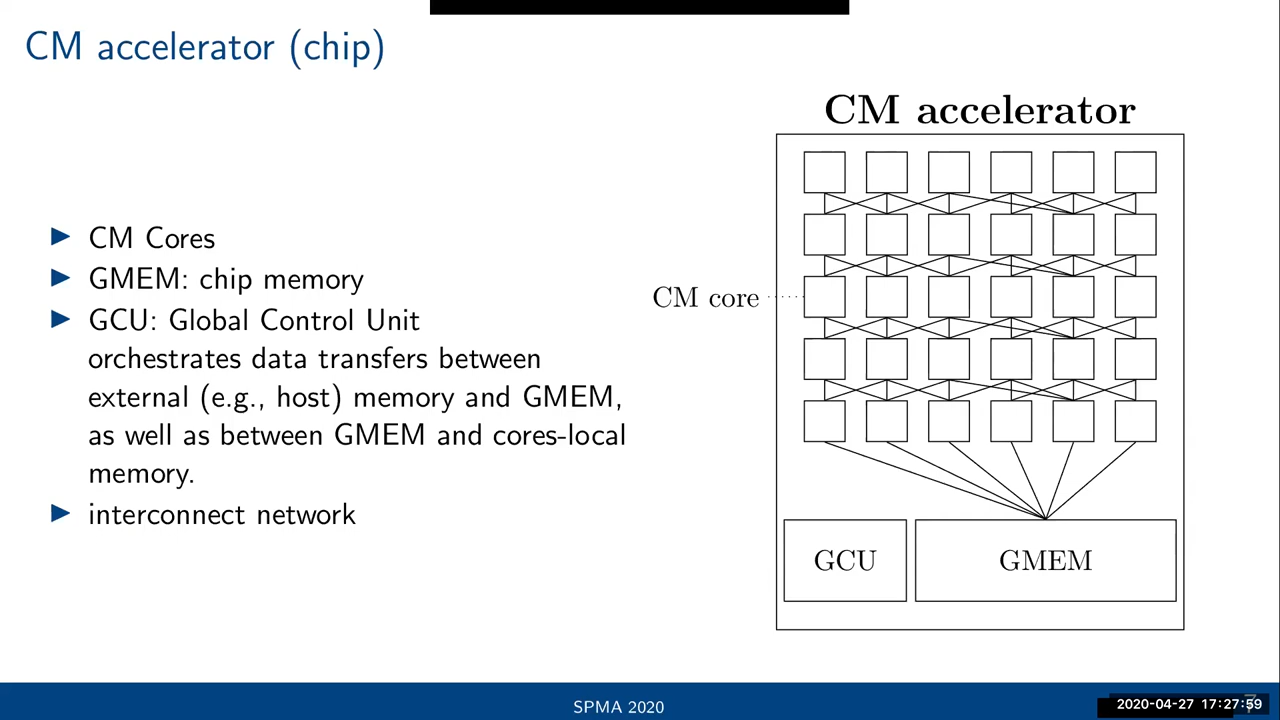 CM accelerator (chip)
CM Cores
GMEM: chip memory
GCU: Global Control Unit
orchestrates data transfers between
external (e.g., host) memory and GMEM,
as well as between GMEM and cores-local
memory.
interconnect network
CM accelerator
CM core
GCU
GMEM
SPMA 2020
7
2020-04-27 17:27:59